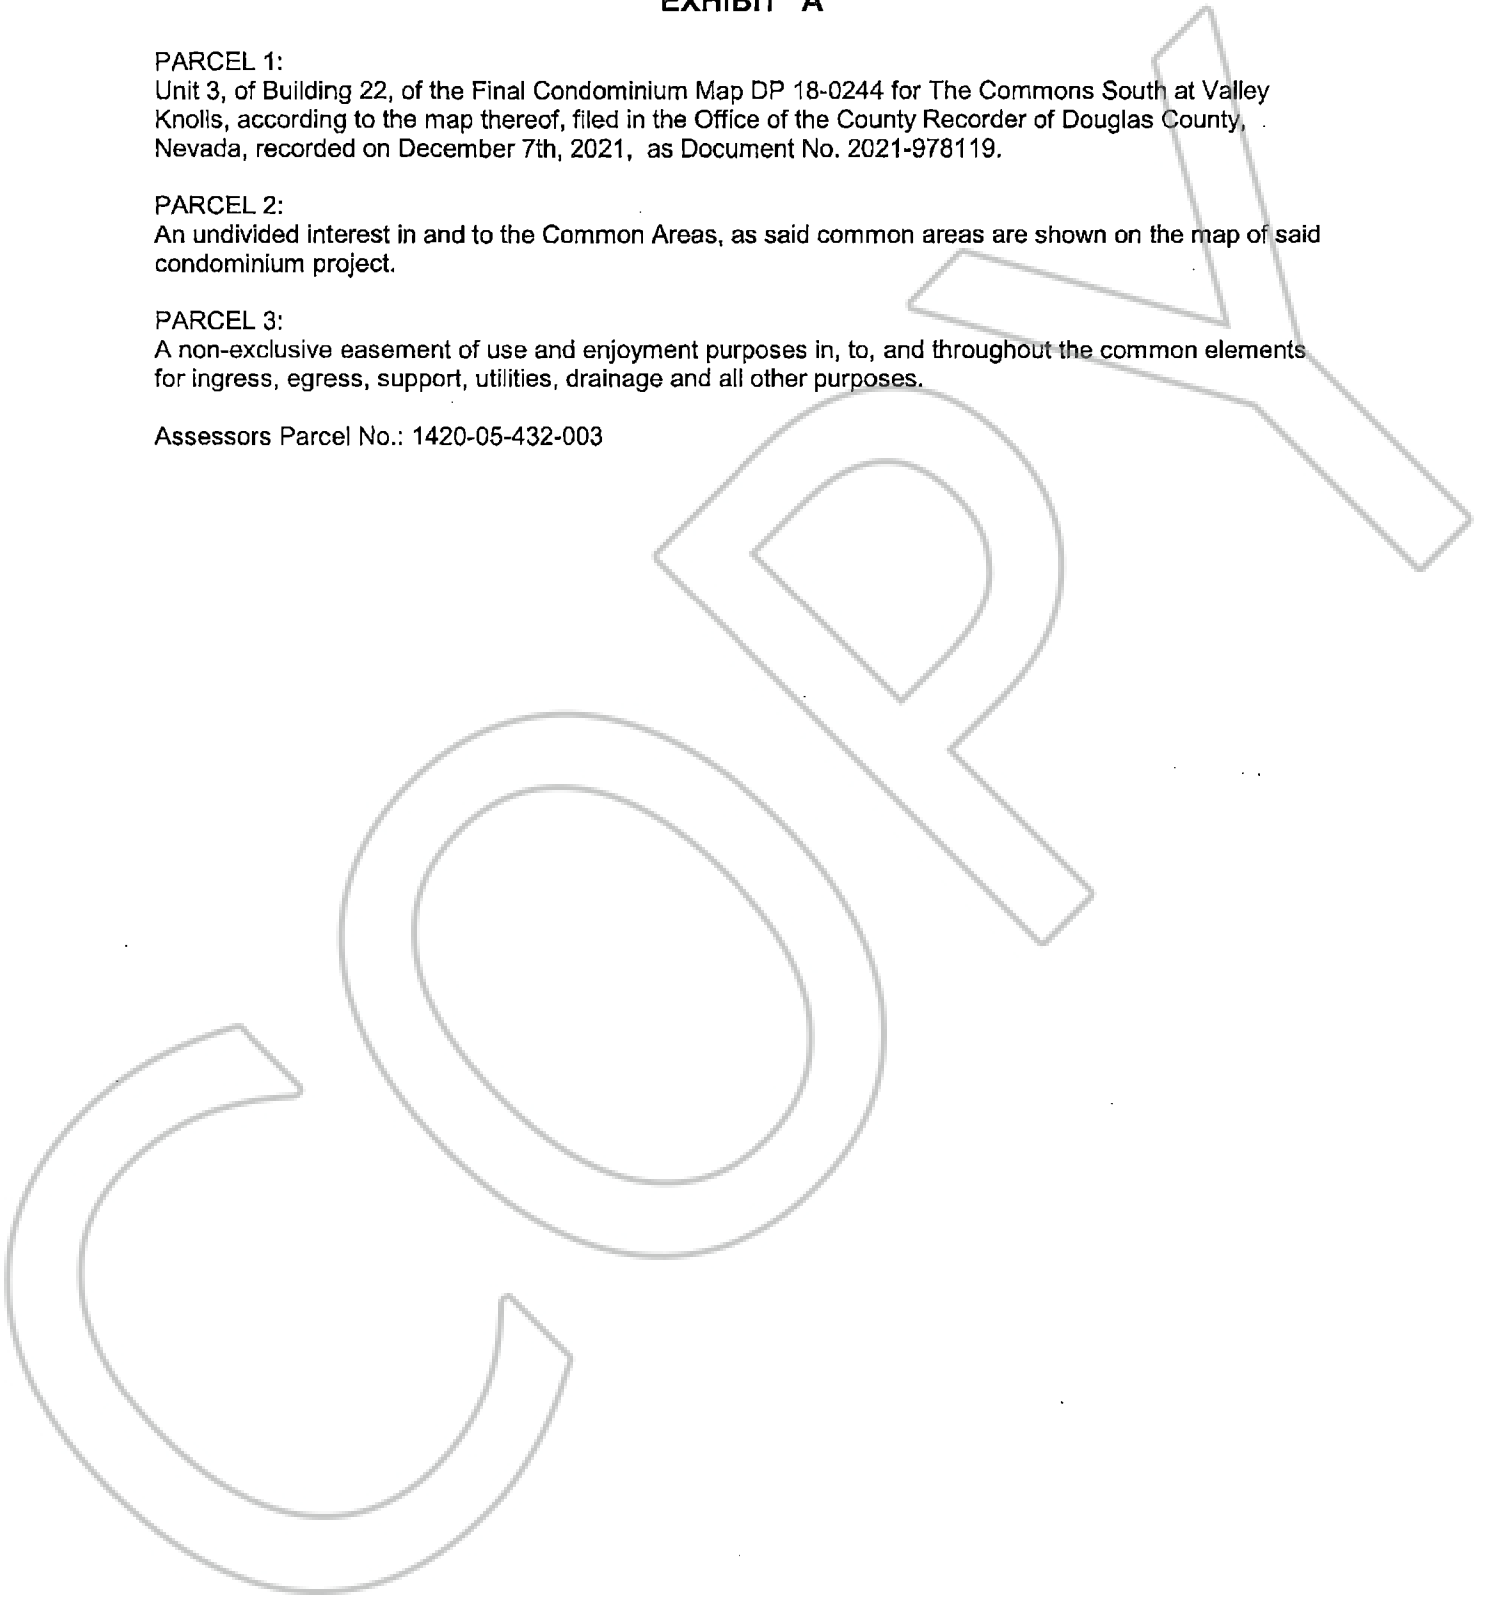 EXHIBIT "A"
PARCEL 1:
Unit 3, of Building 22, of the Final Condominium Map DP 18-0244 for The Commons South at Valley
Knolls, according to the map thereof, filed in the Office of the County Recorder of Douglas County,
Nevada, recorded on December 7th, 2021, as Document No. 2021-978119.
PARCEL 2:
An undivided interest in and to the Common Areas, as said common areas are shown on the map of said
condominium project.
PARCEL 3:
A non-exclusive easement of use and enjoyment purposes in, to, and throughout the common elements
for ingress, egress, support, utilities, drainage and all other purposes.
Assessors Parcel No.: 1420-05-432-003
COPY